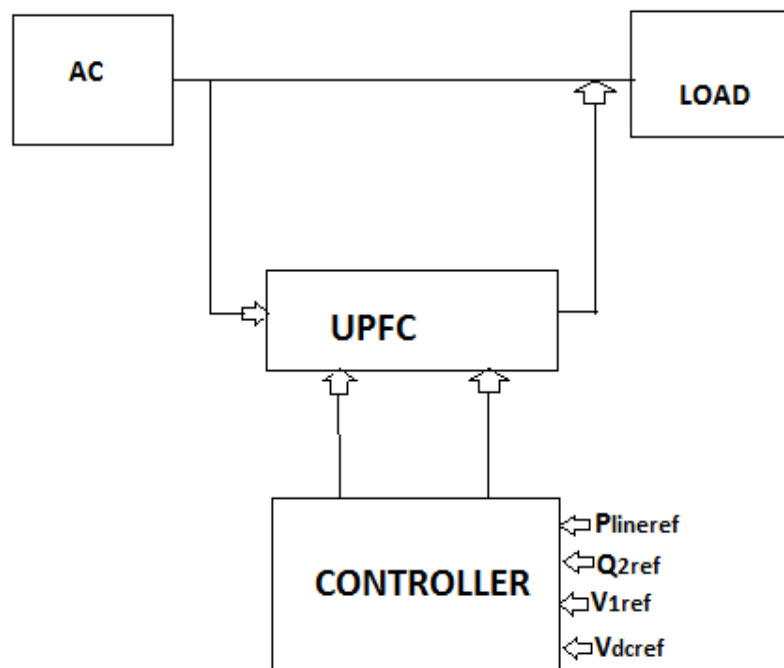 AC
LOAD
UPFC
CONTROLLER
Plineref
Q2ref
V1ref
Vdcref